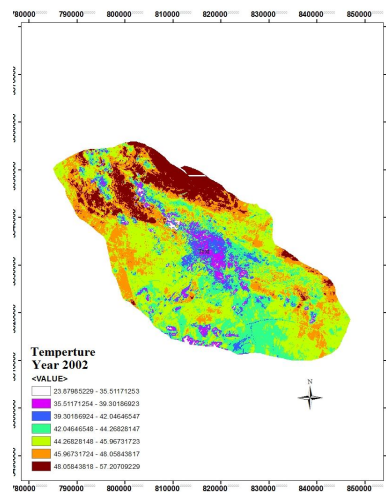 780000 790000 800000 810000 820000 830000 840000 850000
N
Temperture
Year 2002
<VALUE>
23.87985229 - 35.51171253
35.51171254 - 39.30186923
39.30186924 - 42.04646547
42.04646548 - 44.26828147
44.26828148 - 45.96731723
45.96731724 - 48.05843817
48.05843818 - 57.20709229
780000 790000 800000 810000 820000 830000 840000 850000